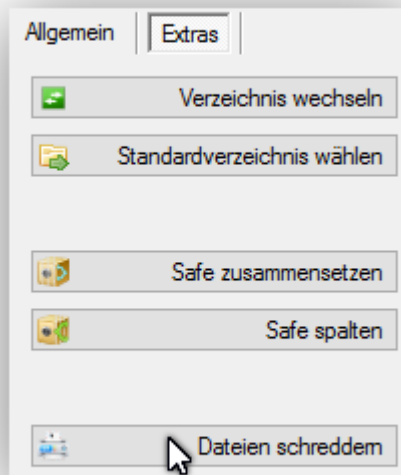 Allgemein Extras
Verzeichnis wechseln
Standardverzeichnis wählen
Safe zusammensetzen
Safe spalten
Dateien schreddern